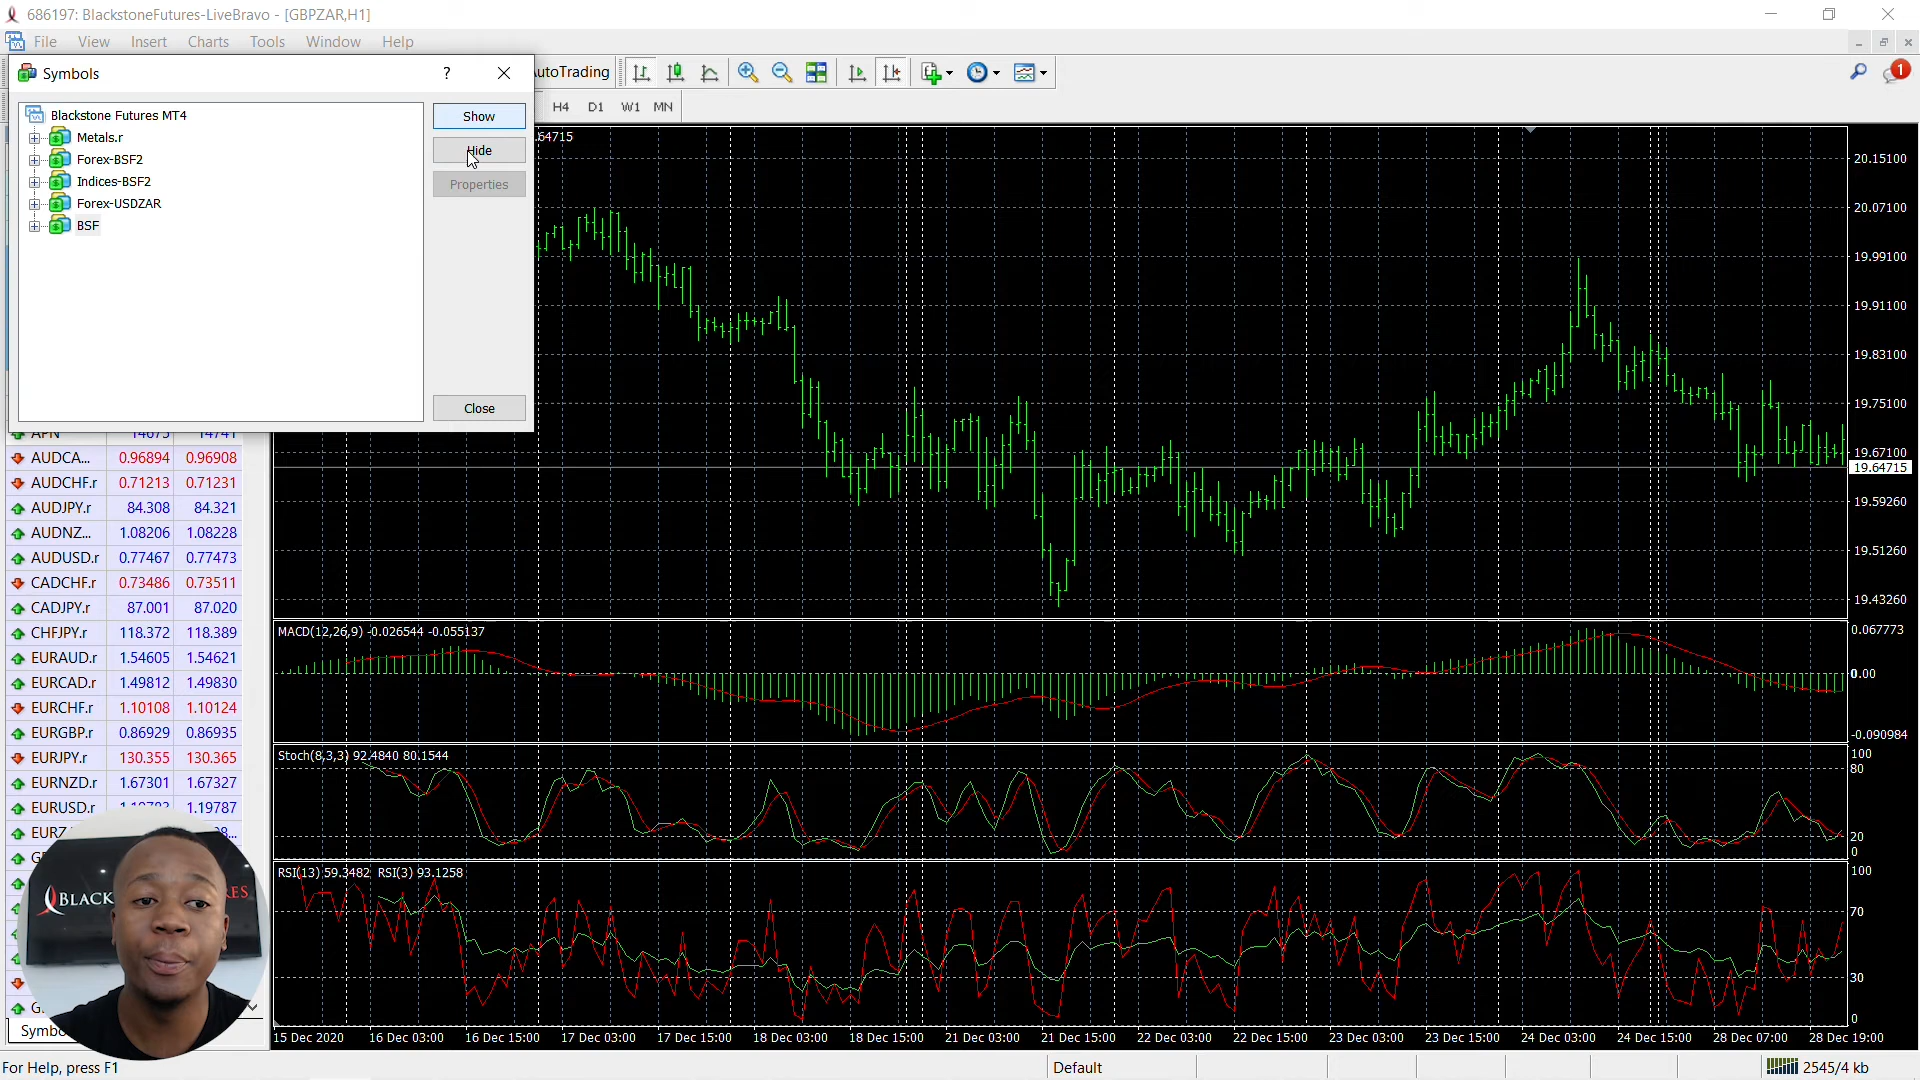 686197: BlackstoneFutures-LiveBravo - [GBPZAR,H1]
File View Insert Charts Tools Window Help
Symbols ?
AutoTrading
1
Blackstone Futures MT4
Metals.r
Forex-BSF2
Indices-BSF2
Forex-USDZAR
BSF
Show
Hide
Properties
Close
H4 D1 W1 MN
.64715
20.15100
20.07100
19.99100
19.91100
19.83100
19.75100
19.67100
19.64715
19.59260
19.51260
19.43260
APN 14675 14741
AUDCA... 0.96894 0.96908
AUDCHF.r 0.71213 0.71231
AUDJPY.r 84.308 84.321
AUDNZ... 1.08206 1.08228
AUDUSD.r 0.77467 0.77473
CADCHF.r 0.73486 0.73511
CADJPY.r 87.001 87.020
CHFJPY.r 118.372 118.389
EURAUD.r 1.54605 1.54621
EURCAD.r 1.49812 1.49830
EURCHF.r 1.10108 1.10124
EURGBP.r 0.86929 0.86935
EURJPY.r 130.355 130.365
EURNZD.r 1.67301 1.67327
EURUSD.r 1.19787
EURZ
G
G
Symbo
MACD(12,26,9) -0.026544 -0.055137
0.067773
0.00
-0.090984
Stoch(8,3,3) 92.4840 80.1544
100
80
20
0
RSI(13) 59.3482 RSI(3) 93.1258
100
70
30
0
BLACK RES
15 Dec 2020 16 Dec 03:00 16 Dec 15:00 17 Dec 03:00 17 Dec 15:00 18 Dec 03:00 18 Dec 15:00 21 Dec 03:00 21 Dec 15:00 22 Dec 03:00 22 Dec 15:00 23 Dec 03:00 23 Dec 15:00 24 Dec 03:00 24 Dec 15:00 28 Dec 07:00 28 Dec 19:00
For Help, press F1
Default
2545/4 kb